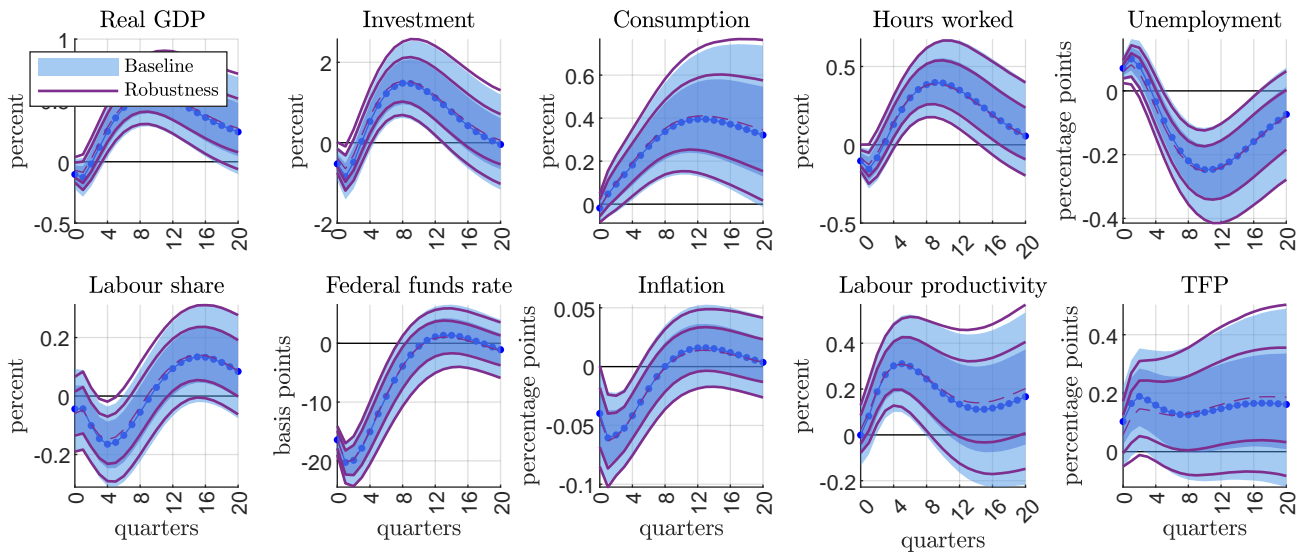 Real GDP
Investment
Consumption
Hours worked
Unemployment
Baseline
Robustness
percent
1
0
-0.5
0 4 8 12 16 20
percent
2
0
-2
0 4 8 12 16 20
percent
0.6
0.4
0.2
0
0 4 8 12 16 20
percent
0.5
0
-0.5
0 4 8 12 16 20
percentage points
0
-0.2
-0.4
0 4 8 12 16 20
Labour share
Federal funds rate
Inflation
Labour productivity
TFP
percent
0.2
0
-0.2
0 4 8 12 16 20
quarters
basis points
0
-10
-20
0 4 8 12 16 20
quarters
percentage points
0.05
0
-0.05
-0.1
0 4 8 12 16 20
quarters
percent
0.4
0.2
0
-0.2
0 4 8 12 16 20
quarters
percent
0.4
0.2
0
0 4 8 12 16 20
quarters